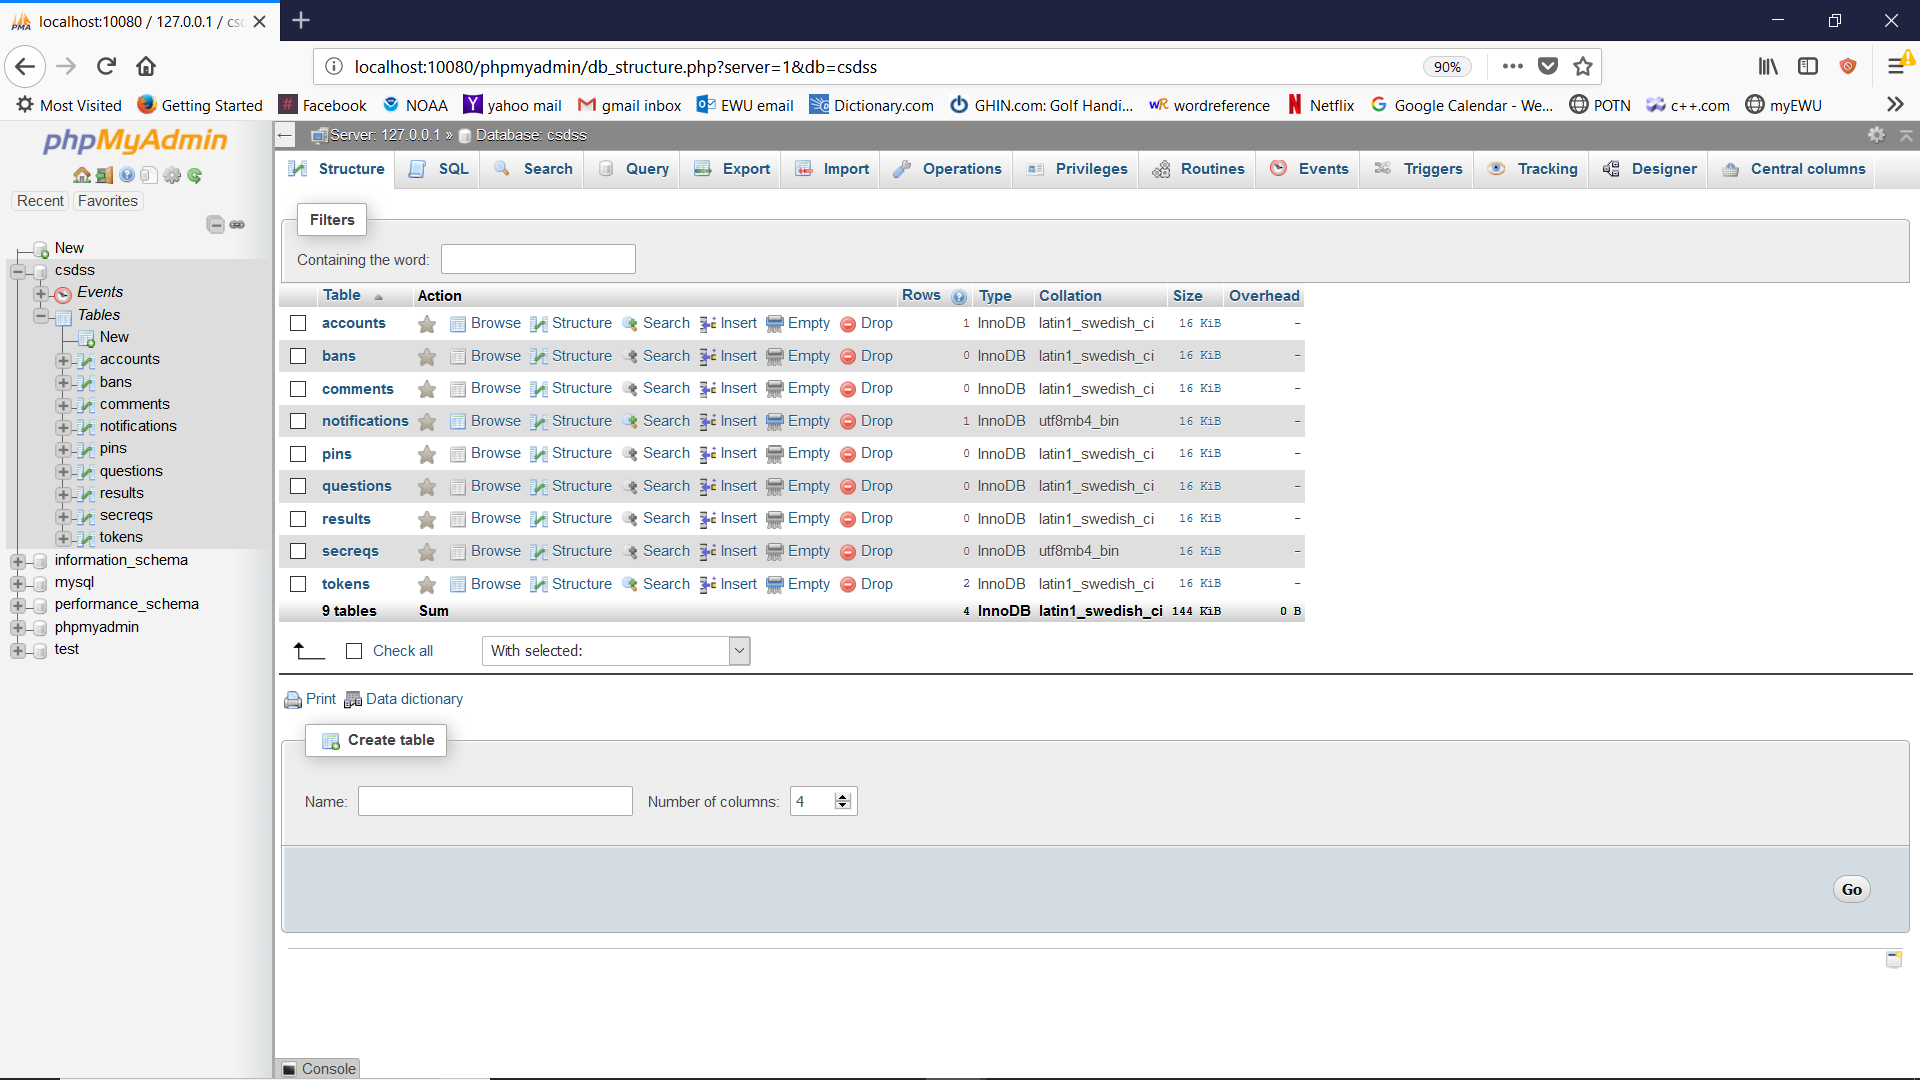 localhost:10080 / 127.0.0.1 / csc
localhost:10080/phpmyadmin/db_structure.php?server=1&db=csdss
90%
Most Visited Getting Started Facebook NOAA yahoo mail gmail inbox EWU email Dictionary.com GHIN.com: Golf Handi... wordreference Netflix Google Calendar - We... POTN c++.com myEWU
phpMyAdmin
Recent Favorites
New
csdss
Events
Tables
New
accounts
bans
comments
notifications
pins
questions
results
secreqs
tokens
information_schema
mysql
performance_schema
phpmyadmin
test
Server: 127.0.0.1 » Database: csdss
Structure SQL Search Query Export Import Operations Privileges Routines Events Triggers Tracking Designer Central columns
Filters
Containing the word:
Table Action Rows Type Collation Size Overhead
accounts Browse Structure Search Insert Empty Drop 1 InnoDB latin1_swedish_ci 16 KiB -
bans Browse Structure Search Insert Empty Drop 0 InnoDB latin1_swedish_ci 16 KiB -
comments Browse Structure Search Insert Empty Drop 0 InnoDB latin1_swedish_ci 16 KiB -
notifications Browse Structure Search Insert Empty Drop 1 InnoDB utf8mb4_bin 16 KiB -
pins Browse Structure Search Insert Empty Drop 0 InnoDB latin1_swedish_ci 16 KiB -
questions Browse Structure Search Insert Empty Drop 0 InnoDB latin1_swedish_ci 16 KiB -
results Browse Structure Search Insert Empty Drop 0 InnoDB latin1_swedish_ci 16 KiB -
secreqs Browse Structure Search Insert Empty Drop 0 InnoDB utf8mb4_bin 16 KiB -
tokens Browse Structure Search Insert Empty Drop 2 InnoDB latin1_swedish_ci 16 KiB -
9 tables Sum 4 InnoDB latin1_swedish_ci 144 KiB 0 B
Check all With selected:
Print Data dictionary
Create table
Name: Number of columns: 4
Go
Console